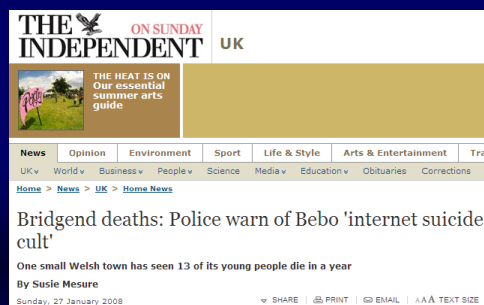 THE
INDEPENDENT
ON SUNDAY
UK
THE HEAT IS ON
Our essential
summer arts
guide
News Opinion Environment Sport Life & Style Arts & Entertainment Tra
UK World Business People Science Media Education Obituaries Corrections
Home > News > UK > Home News
Bridgend deaths: Police warn of Bebo 'internet suicide
cult'
One small Welsh town has seen 13 of its young people die in a year
By Susie Mesure
Sunday, 27 January 2008
SHARE PRINT EMAIL AAA TEXT SIZE